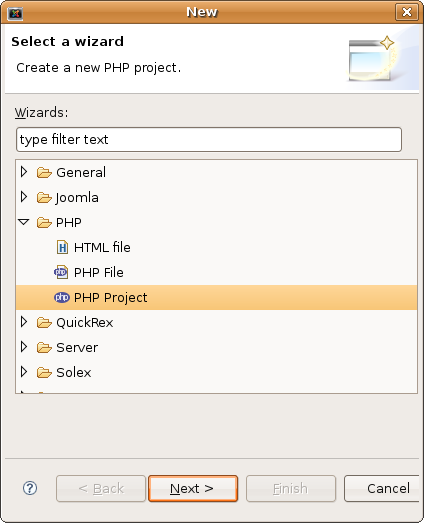 New
Select a wizard
Create a new PHP project.
Wizards:
type filter text
General
Joomla
PHP
HTML file
PHP File
PHP Project
QuickRex
Server
Solex
? < Back Next > Finish Cancel